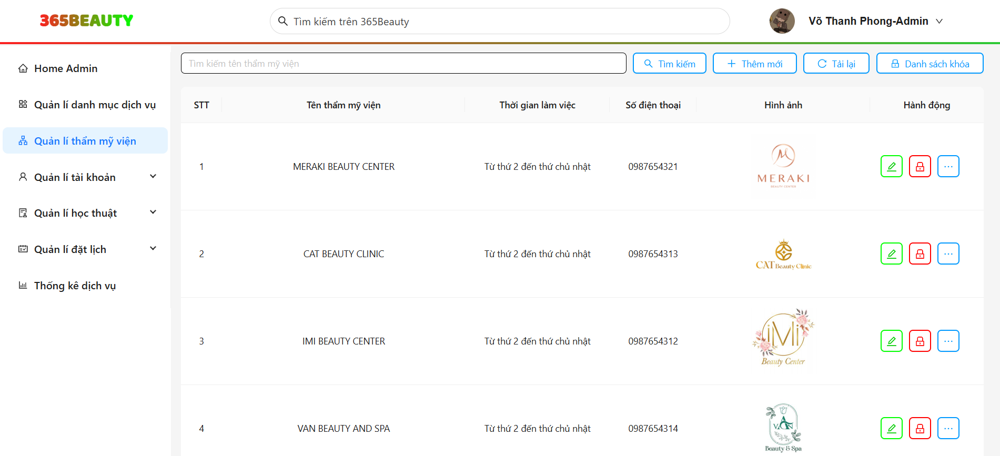 365BEAUTY
Tìm kiếm trên 365Beauty
Võ Thanh Phong-Admin
Home Admin
Quản lí danh mục dịch vụ
Quản lí thẩm mỹ viện
Quản lí tài khoản
Quản lí học thuật
Quản lí đặt lịch
Thống kê dịch vụ
Tìm kiếm tên thẩm mỹ viện
Tìm kiếm
Thêm mới
Tải lại
Danh sách khóa
STT Tên thẩm mỹ viện Thời gian làm việc Số điện thoại Hình ảnh Hành động
1 MERAKI BEAUTY CENTER Từ thứ 2 đến thứ chủ nhật 0987654321
M
MERAKI
BEAUTY CENTER
2 CAT BEAUTY CLINIC Từ thứ 2 đến thứ chủ nhật 0987654313
CAT Beauty Clinic
3 IMI BEAUTY CENTER Từ thứ 2 đến thứ chủ nhật 0987654312
iMi
Beauty Center
4 VAN BEAUTY AND SPA Từ thứ 2 đến thứ chủ nhật 0987654314
VAN
Beauty & Spa